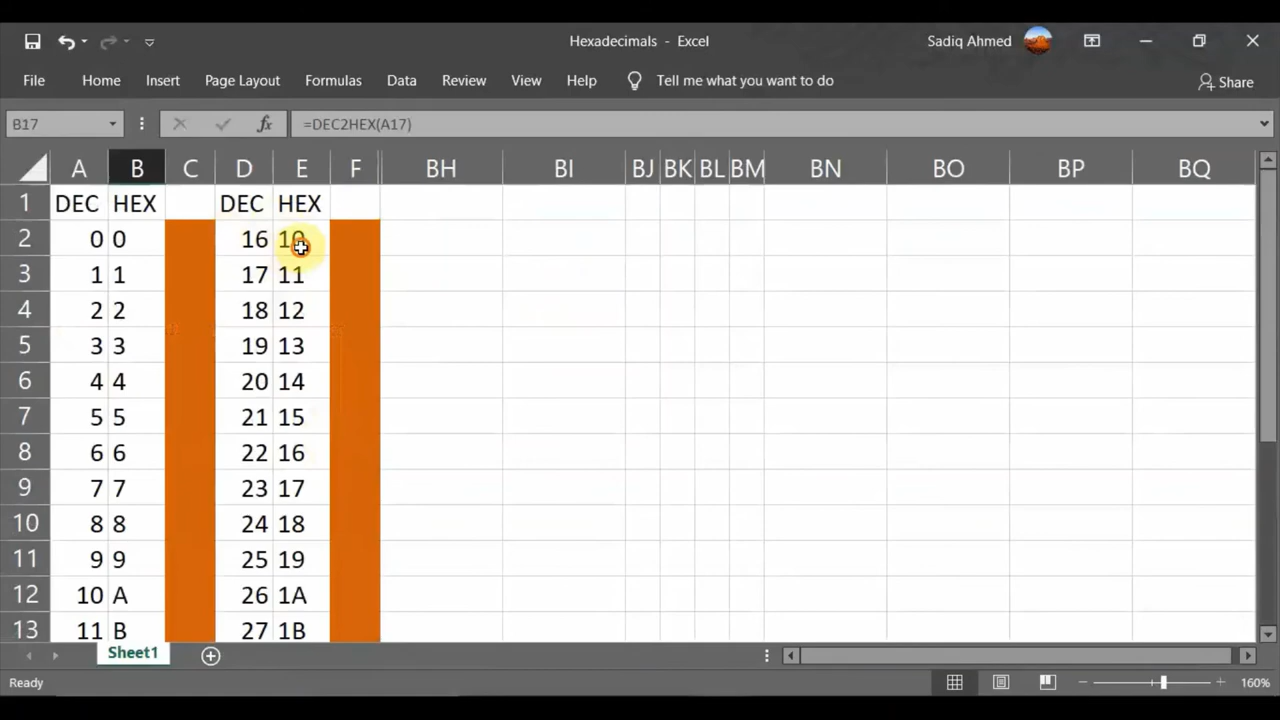 Hexadecimals - Excel
Sadiq Ahmed
File Home Insert Page Layout Formulas Data Review View Help Tell me what you want to do
Share
B17 fx =DEC2HEX(A17)
A B C D E F BH BI BJ BK BL BM BN BO BP BQ
1 DEC HEX DEC HEX
2 0 0 16 10
3 1 1 17 11
4 2 2 18 12
5 3 3 19 13
6 4 4 20 14
7 5 5 21 15
8 6 6 22 16
9 7 7 23 17
10 8 8 24 18
11 9 9 25 19
12 10 A 26 1A
13 11 B 27 1B
Sheet1
Ready 160%